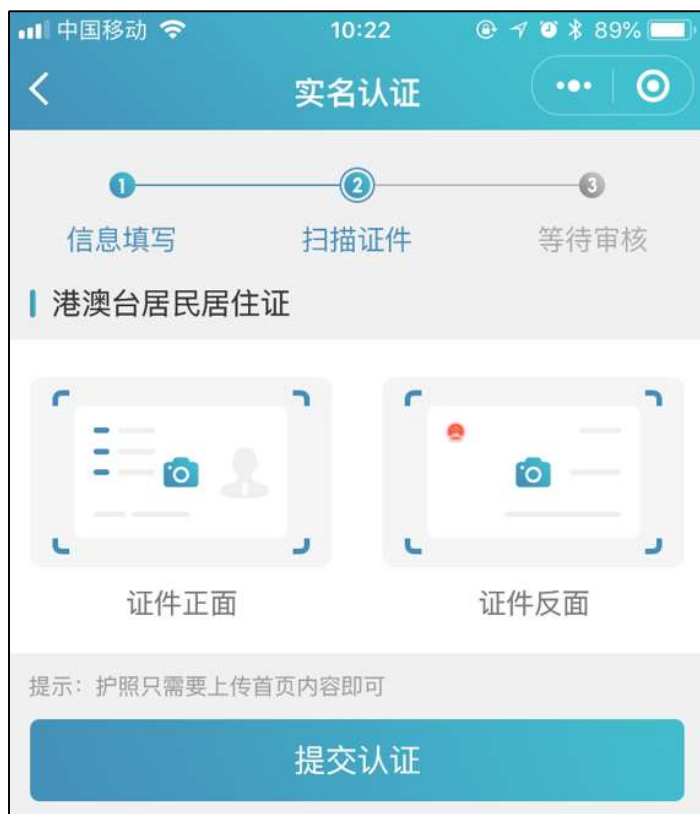 中国移动 10:22 89%
实名认证
1 2 3
信息填写 扫描证件 等待审核
港澳台居民居住证
证件正面 证件反面
提示：护照只需要上传首页内容即可
提交认证